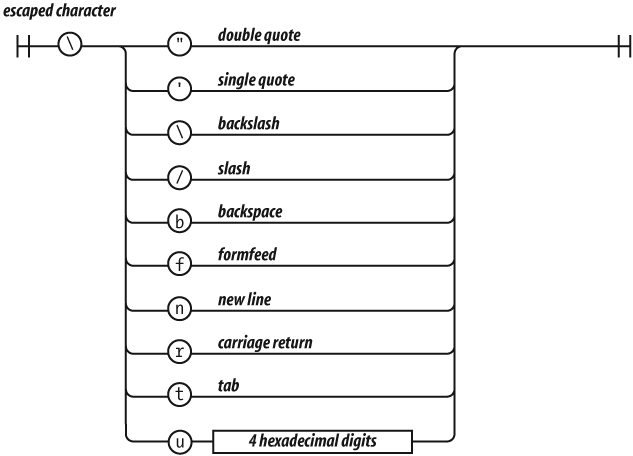 escaped character
\
" double quote
' single quote
\ backslash
/ slash
b backspace
f formfeed
n new line
r carriage return
t tab
u 4 hexadecimal digits